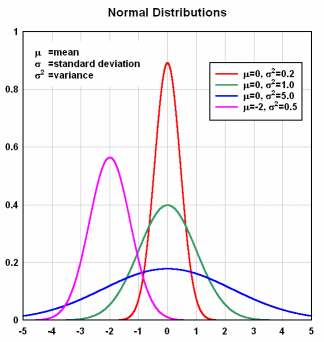 Normal Distributions
1
μ =mean
σ =standard deviation
σ² =variance
μ=0, σ²=0.2
μ=0, σ²=1.0
μ=0, σ²=5.0
μ=-2, σ²=0.5
0.8
0.6
0.4
0.2
0
-5 -4 -3 -2 -1 0 1 2 3 4 5